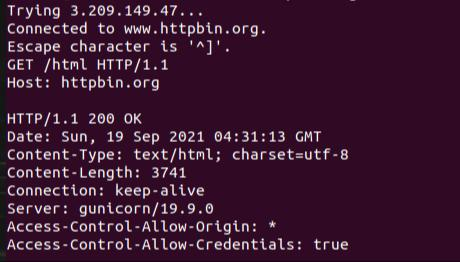 Trying 3.209.149.47...
Connected to www.httpbin.org.
Escape character is '^]'.
GET /html HTTP/1.1
Host: httpbin.org

HTTP/1.1 200 OK
Date: Sun, 19 Sep 2021 04:31:13 GMT
Content-Type: text/html; charset=utf-8
Content-Length: 3741
Connection: keep-alive
Server: gunicorn/19.9.0
Access-Control-Allow-Origin: *
Access-Control-Allow-Credentials: true